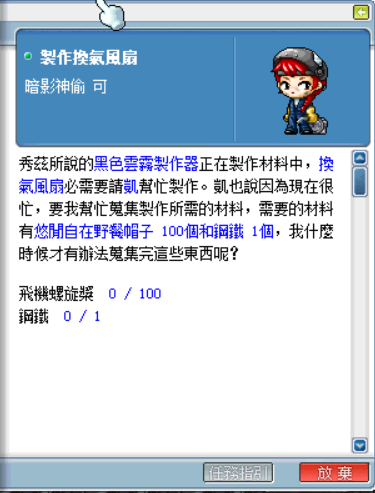 製作換氣風扇
暗影神偷 可
秀茲所說的黑色雲霧製作器正在製作材料中，換
氣風扇必需要請凱幫忙製作。凱也說因為現在很
忙，要我幫忙蒐集製作所需的材料，需要的材料
有悠閒自在野餐帽子 100個和鋼鐵 1個，我什麼
時候才有辦法蒐集完這些東西呢？
飛機螺旋槳 0 / 100
鋼鐵 0 / 1
任務指引
放棄